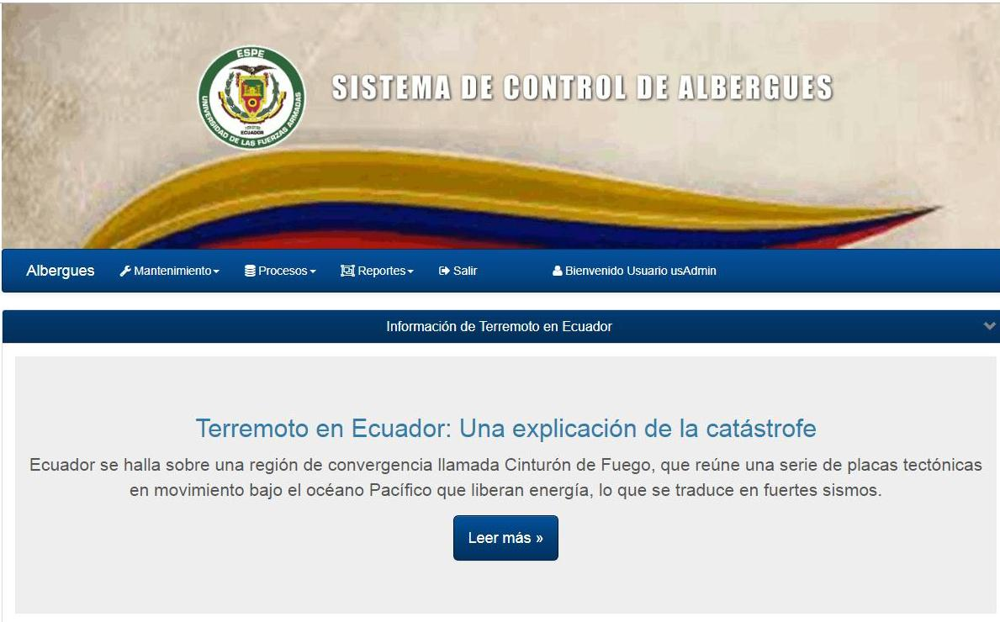 ESPE
UNIVERSIDAD DE LAS FUERZAS ARMADAS
ECUADOR
SISTEMA DE CONTROL DE ALBERGUES
Albergues Mantenimiento Procesos Reportes Salir Bienvenido Usuario usAdmin
Información de Terremoto en Ecuador
Terremoto en Ecuador: Una explicación de la catástrofe
Ecuador se halla sobre una región de convergencia llamada Cinturón de Fuego, que reúne una serie de placas tectónicas
en movimiento bajo el océano Pacífico que liberan energía, lo que se traduce en fuertes sismos.
Leer más »